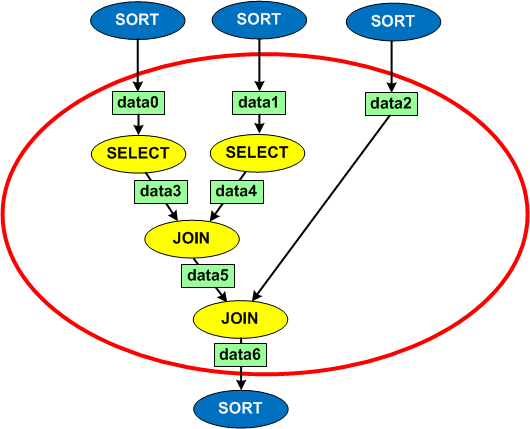 SORT SORT SORT
data0 data1 data2
SELECT SELECT
data3 data4
JOIN
data5
JOIN
data6
SORT